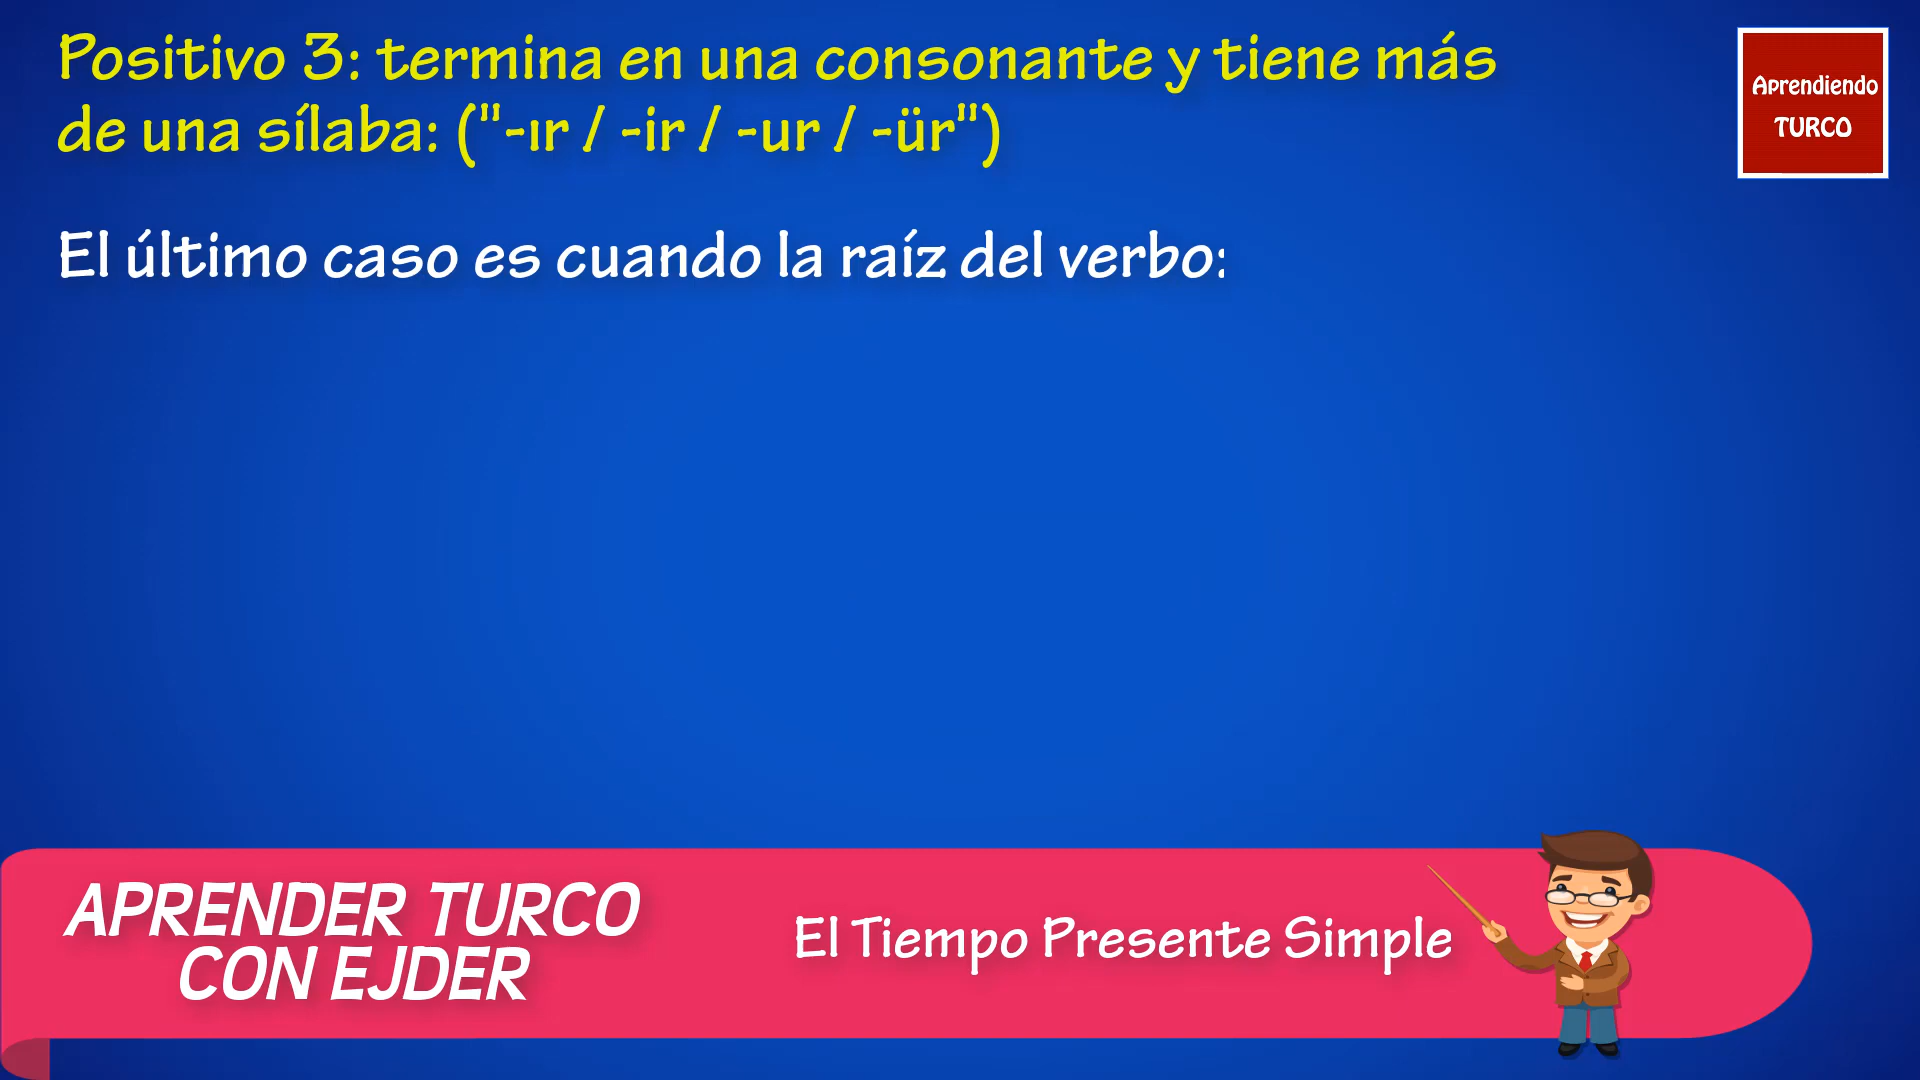 Positivo 3: termina en una consonante y tiene más
de una sílaba: ("-ır / -ir / -ur / -ür")
Aprendiendo
TURCO
El último caso es cuando la raíz del verbo:
APRENDER TURCO
CON EJDER
El Tiempo Presente Simple